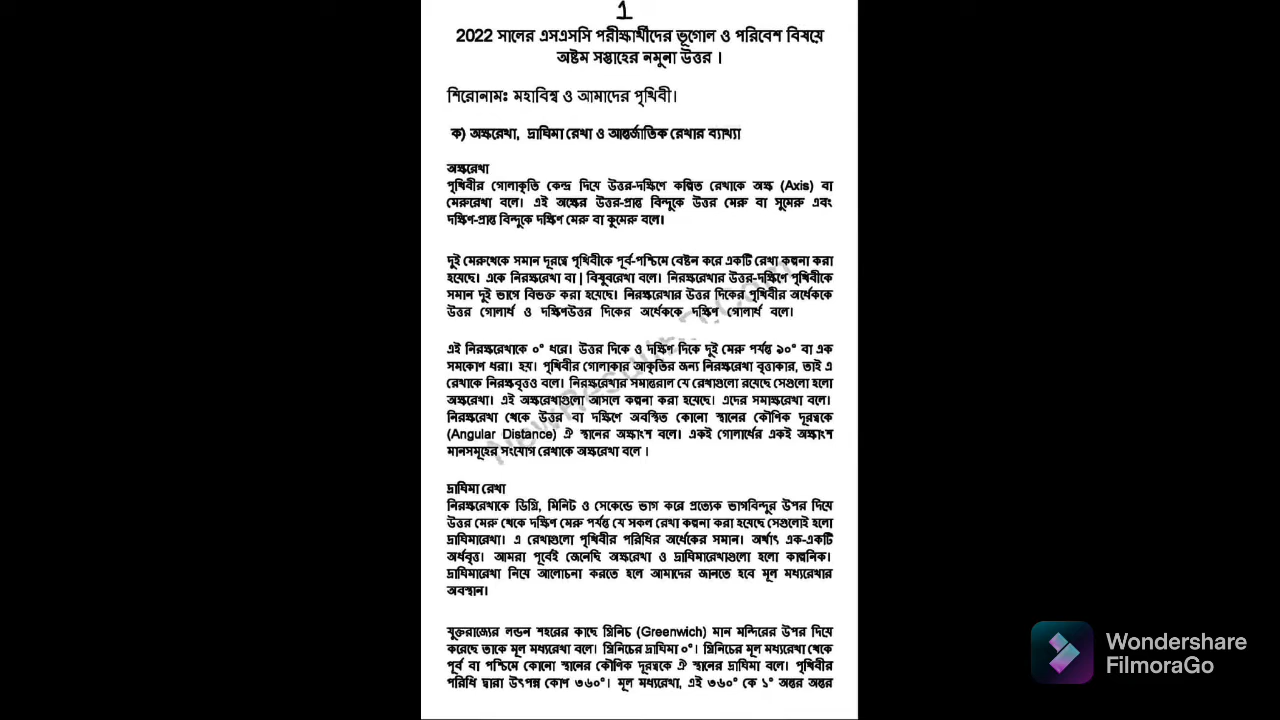 1
2022 সালের এসএসসি পরীক্ষার্থীদের ভূগোল ও পরিবেশ বিষয়ে
অষ্টম সপ্তাহের নমুনা উত্তর ।
শিরোনামঃ মহাবিশ্ব ও আমাদের পৃথিবী।
ক) অক্ষরেখা, দ্রাঘিমা রেখা ও আন্তর্জাতিক রেখার ব্যাখ্যা
অক্ষরেখা
পৃথিবীর গোলাকৃতি কেন্দ্র দিয়ে উত্তর-দক্ষিণে কল্পিত রেখাকে অক্ষ (Axis) বা
মেরুরেখা বলে। এই অক্ষের উত্তর-প্রান্ত বিন্দুকে উত্তর মেরু বা সুমেরু এবং
দক্ষিণ-প্রান্ত বিন্দুকে দক্ষিণ মেরু বা কুমেরু বলে।
দুই মেরুথেকে সমান দূরত্বে পৃথিবীকে পূর্ব-পশ্চিমে বেষ্টন করে একটি রেখা কল্পনা করা
হয়েছে। একে নিরক্ষরেখা বা | বিষুবরেখা বলে। নিরক্ষরেখার উত্তর-দক্ষিণে পৃথিবীকে
সমান দুই ভাগে বিভক্ত করা হয়েছে। নিরক্ষরেখার উত্তর দিকের পৃথিবীর অর্ধেককে
উত্তর গোলার্ধ ও দক্ষিণউত্তর দিকের অর্ধেককে দক্ষিণ গোলার্ধ বলে।
এই নিরক্ষরেখাকে ০° ধরে। উত্তর দিকে ও দক্ষিণ দিকে দুই মেরু পর্যন্ত ৯০° বা এক
সমকোণ ধরা। হয়। পৃথিবীর গোলাকার আকৃতির জন্য নিরক্ষরেখা বৃত্তাকার, তাই এ
রেখাকে নিরক্ষবৃত্তও বলে। নিরক্ষরেখার সমান্তরাল যে রেখাগুলো রয়েছে সেগুলো হলো
অক্ষরেখা। এই অক্ষরেখাগুলো আসলে কল্পনা করা হয়েছে। এদের সমাক্ষরেখা বলে।
নিরক্ষরেখা থেকে উত্তর বা দক্ষিণে অবস্থিত কোনো স্থানের কৌণিক দূরত্বকে
(Angular Distance) ঐ স্থানের অক্ষাংশ বলে। একই গোলার্ধের একই অক্ষাংশ
মানসমূহের সংযোগ রেখাকে অক্ষরেখা বলে ।
দ্রাঘিমা রেখা
নিরক্ষরেখাকে ডিগ্রি, মিনিট ও সেকেন্ডে ভাগ করে প্রত্যেক ভাগবিন্দুর উপর দিয়ে
উত্তর মেরু থেকে দক্ষিণ মেরু পর্যন্ত যে সকল রেখা কল্পনা করা হয়েছে সেগুলোই হলো
দ্রাঘিমারেখা। এ রেখাগুলো পৃথিবীর পরিধির অর্ধেকের সমান। অর্থাৎ এক-একটি
অর্ধবৃত্ত। আমরা পূর্বেই জেনেছি অক্ষরেখা ও দ্রাঘিমারেখাগুলো হলো কাল্পনিক।
দ্রাঘিমারেখা নিয়ে আলোচনা করতে হলে আমাদের জানতে হবে মূল মধ্যরেখার
অবস্থান।
যুক্তরাজ্যের লন্ডন শহরের কাছে গ্রিনিচ (Greenwich) মান মন্দিরের উপর দিয়ে
করেছে তাকে মূল মধ্যরেখা বলে। গ্রিনিচের দ্রাঘিমা ০°। গ্রিনিচের মূল মধ্যরেখা থেকে
পূর্ব বা পশ্চিমে কোনো স্থানের কৌণিক দূরত্বকে ঐ স্থানের দ্রাঘিমা বলে। পৃথিবীর
পরিধি দ্বারা উৎপন্ন কোণ ৩৬০°। মূল মধ্যরেখা, এই ৩৬০° কে ১° অন্তর অন্তর
Wondershare
FilmoraGo